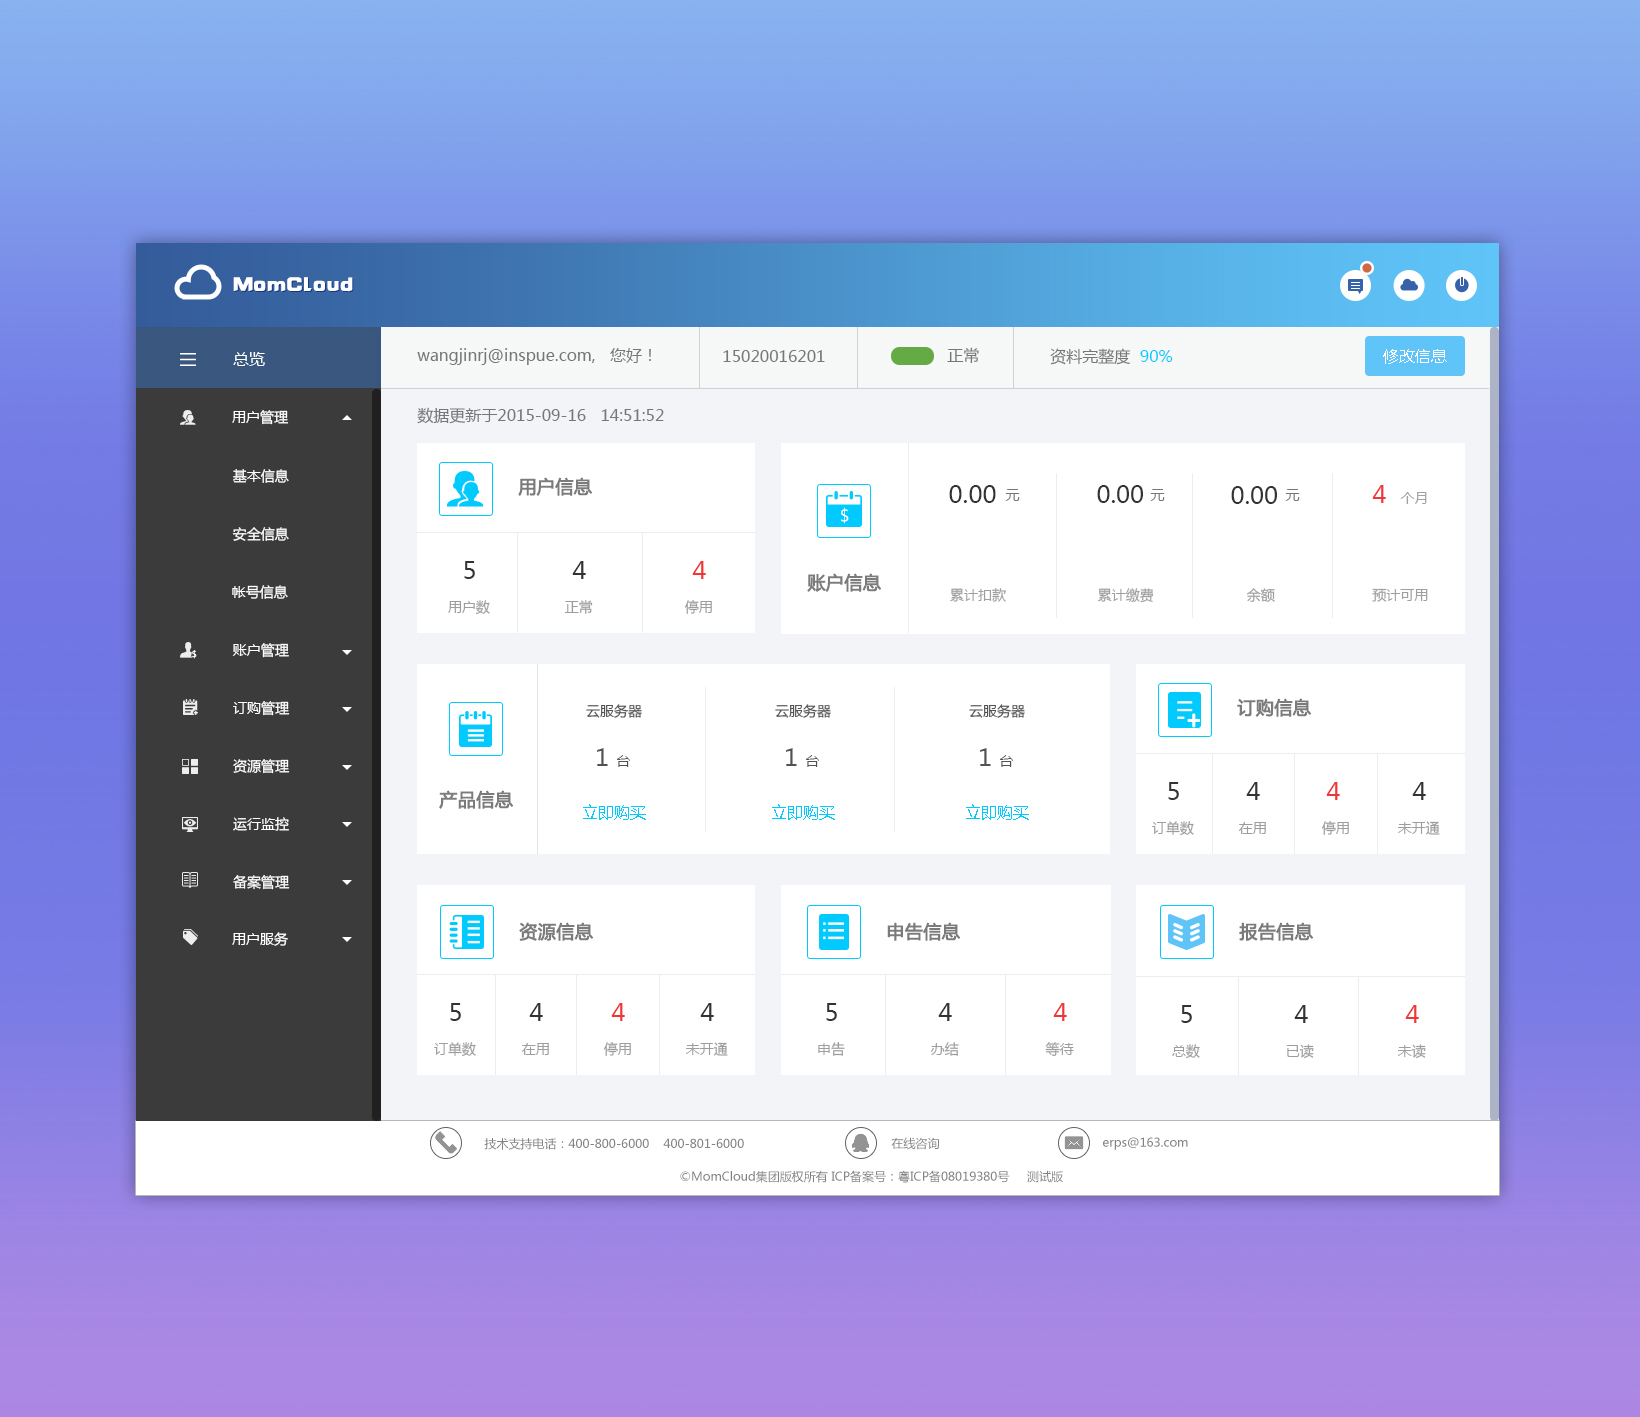 MomCloud
总览
wangjinrj@inspue.com, 您好！
15020016201
正常
资料完整度 90%
修改信息
用户管理
基本信息
安全信息
帐号信息
账户管理
订购管理
资源管理
运行监控
备案管理
用户服务
数据更新于2015-09-16 14:51:52
用户信息
5 4 4
用户数 正常 停用
$
账户信息
0.00 元 0.00 元 0.00 元 4 个月
累计扣款 累计缴费 余额 预计可用
产品信息
云服务器 云服务器 云服务器
1 台 1 台 1 台
立即购买 立即购买 立即购买
订购信息
5 4 4 4
订单数 在用 停用 未开通
资源信息
5 4 4 4
订单数 在用 停用 未开通
申告信息
5 4 4
申告 办结 等待
报告信息
5 4 4
总数 已读 未读
技术支持电话：400-800-6000 400-801-6000
在线咨询
erps@163.com
©MomCloud集团版权所有 ICP备案号：粤ICP备08019380号 测试版